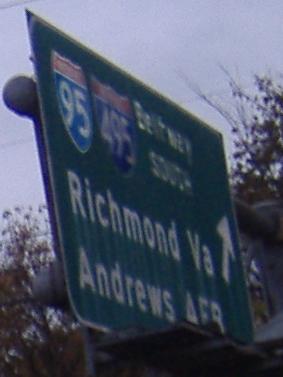 95 495 Beltway
SOUTH
Richmond Va
Andrews AFB